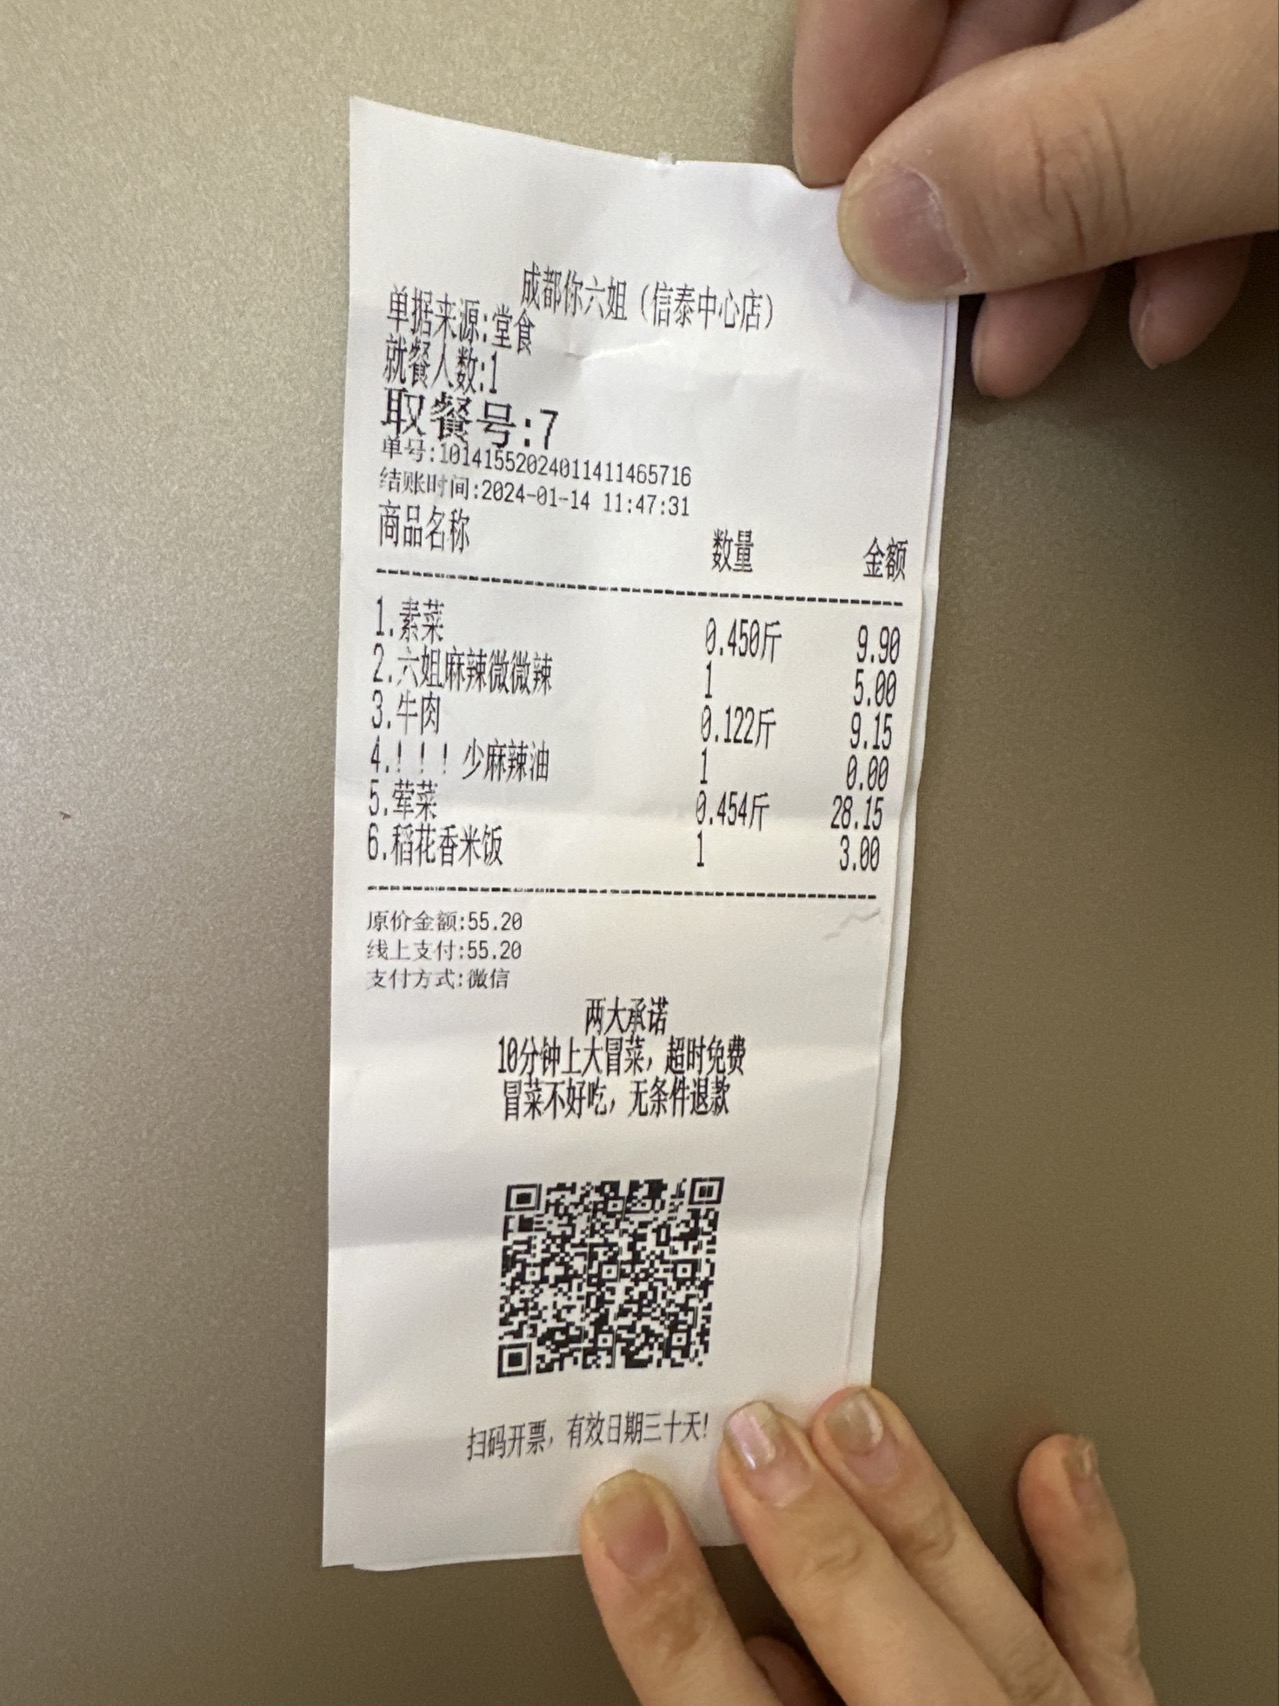 成都你六姐（信泰中心店）
单据来源:堂食
就餐人数:1
取餐号:7
单号:10141552024011411465716
结账时间:2024-01-14 11:47:31
商品名称 数量 金额
1.素菜 0.450斤 9.90
2.六姐麻辣微微辣 1 5.00
3.牛肉 0.122斤 9.15
4.！！！少麻辣油 1 0.00
5.荤菜 0.454斤 28.15
6.稻花香米饭 1 3.00
原价金额:55.20
线上支付:55.20
支付方式:微信
两大承诺
10分钟上大冒菜，超时免费
冒菜不好吃，无条件退款
扫码开票，有效日期三十天!